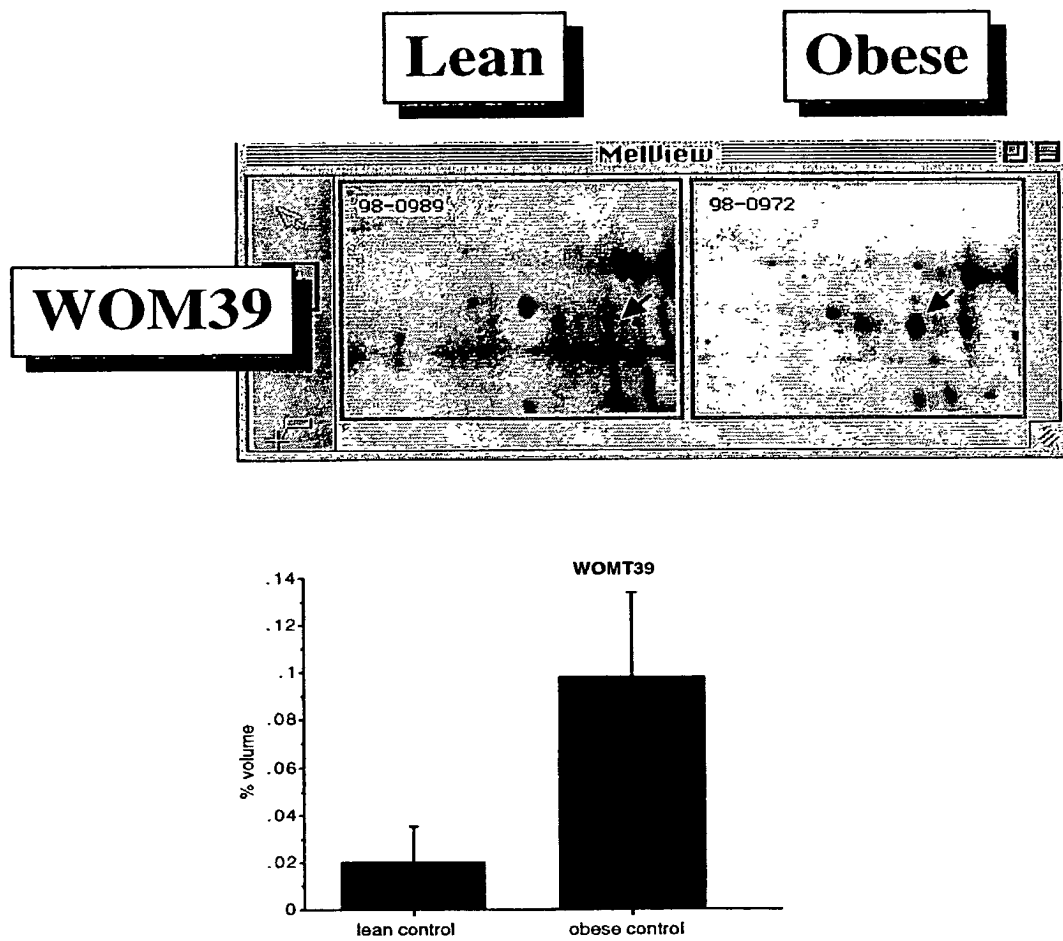 Lean
Obese
MelView
98-0989
98-0972
WOM39
WOMT39
.14
.12
.1
.08
.06
.04
.02
0
% volume
lean control
obese control